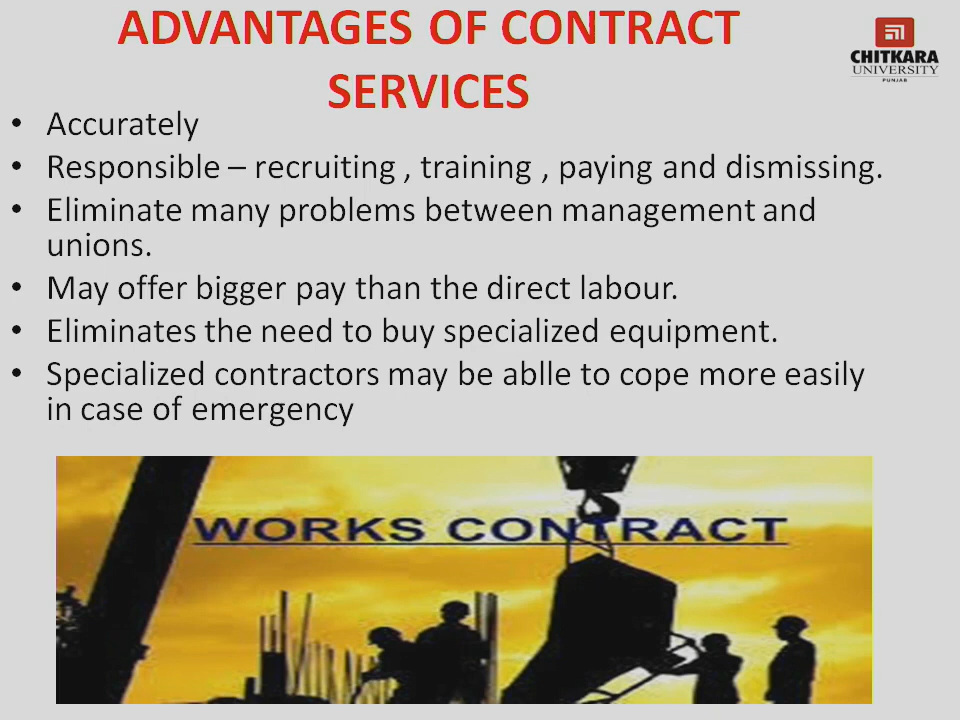 ADVANTAGES OF CONTRACT
SERVICES
CHITKARA
UNIVERSITY
PUNJAB
• Accurately
• Responsible – recruiting , training , paying and dismissing.
• Eliminate many problems between management and
unions.
• May offer bigger pay than the direct labour.
• Eliminates the need to buy specialized equipment.
• Specialized contractors may be ablle to cope more easily
in case of emergency
WORKS CONTRACT